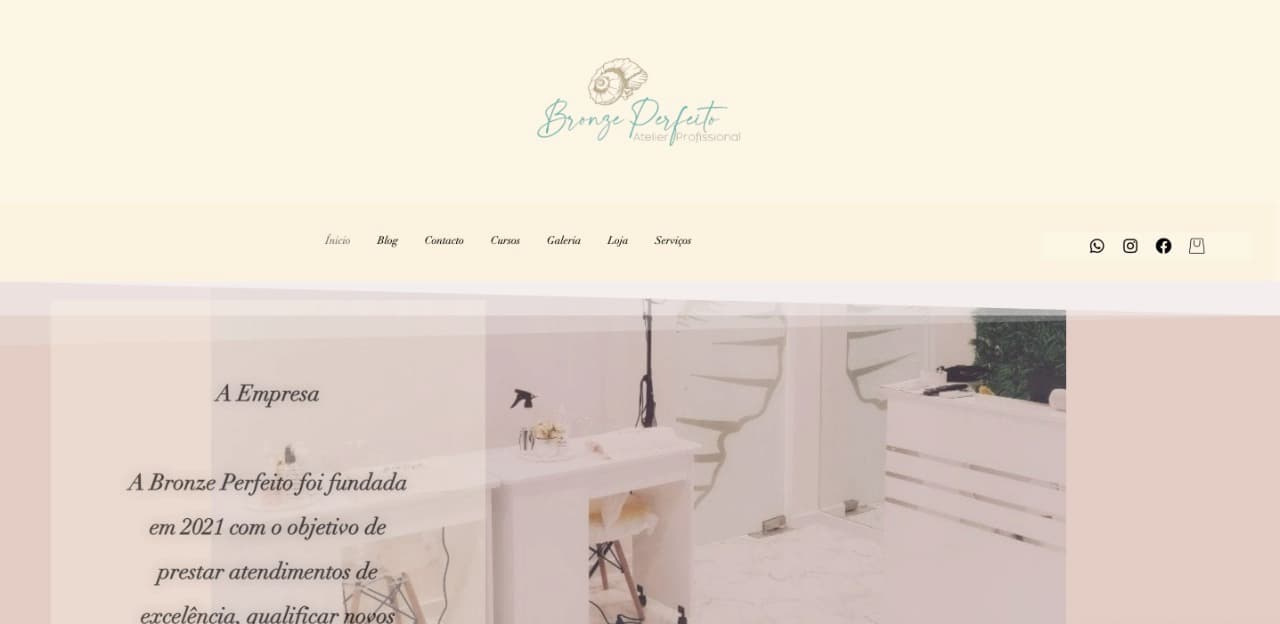 Bronze Perfeito
Atelier Profissional
Ínicio Blog Contacto Cursos Galeria Loja Serviços
A Empresa
A Bronze Perfeito foi fundada
em 2021 com o objetivo de
prestar atendimentos de
excelência, qualificar novos